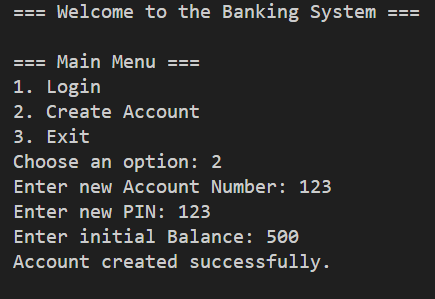 === Welcome to the Banking System ===
=== Main Menu ===
1. Login
2. Create Account
3. Exit
Choose an option: 2
Enter new Account Number: 123
Enter new PIN: 123
Enter initial Balance: 500
Account created successfully.